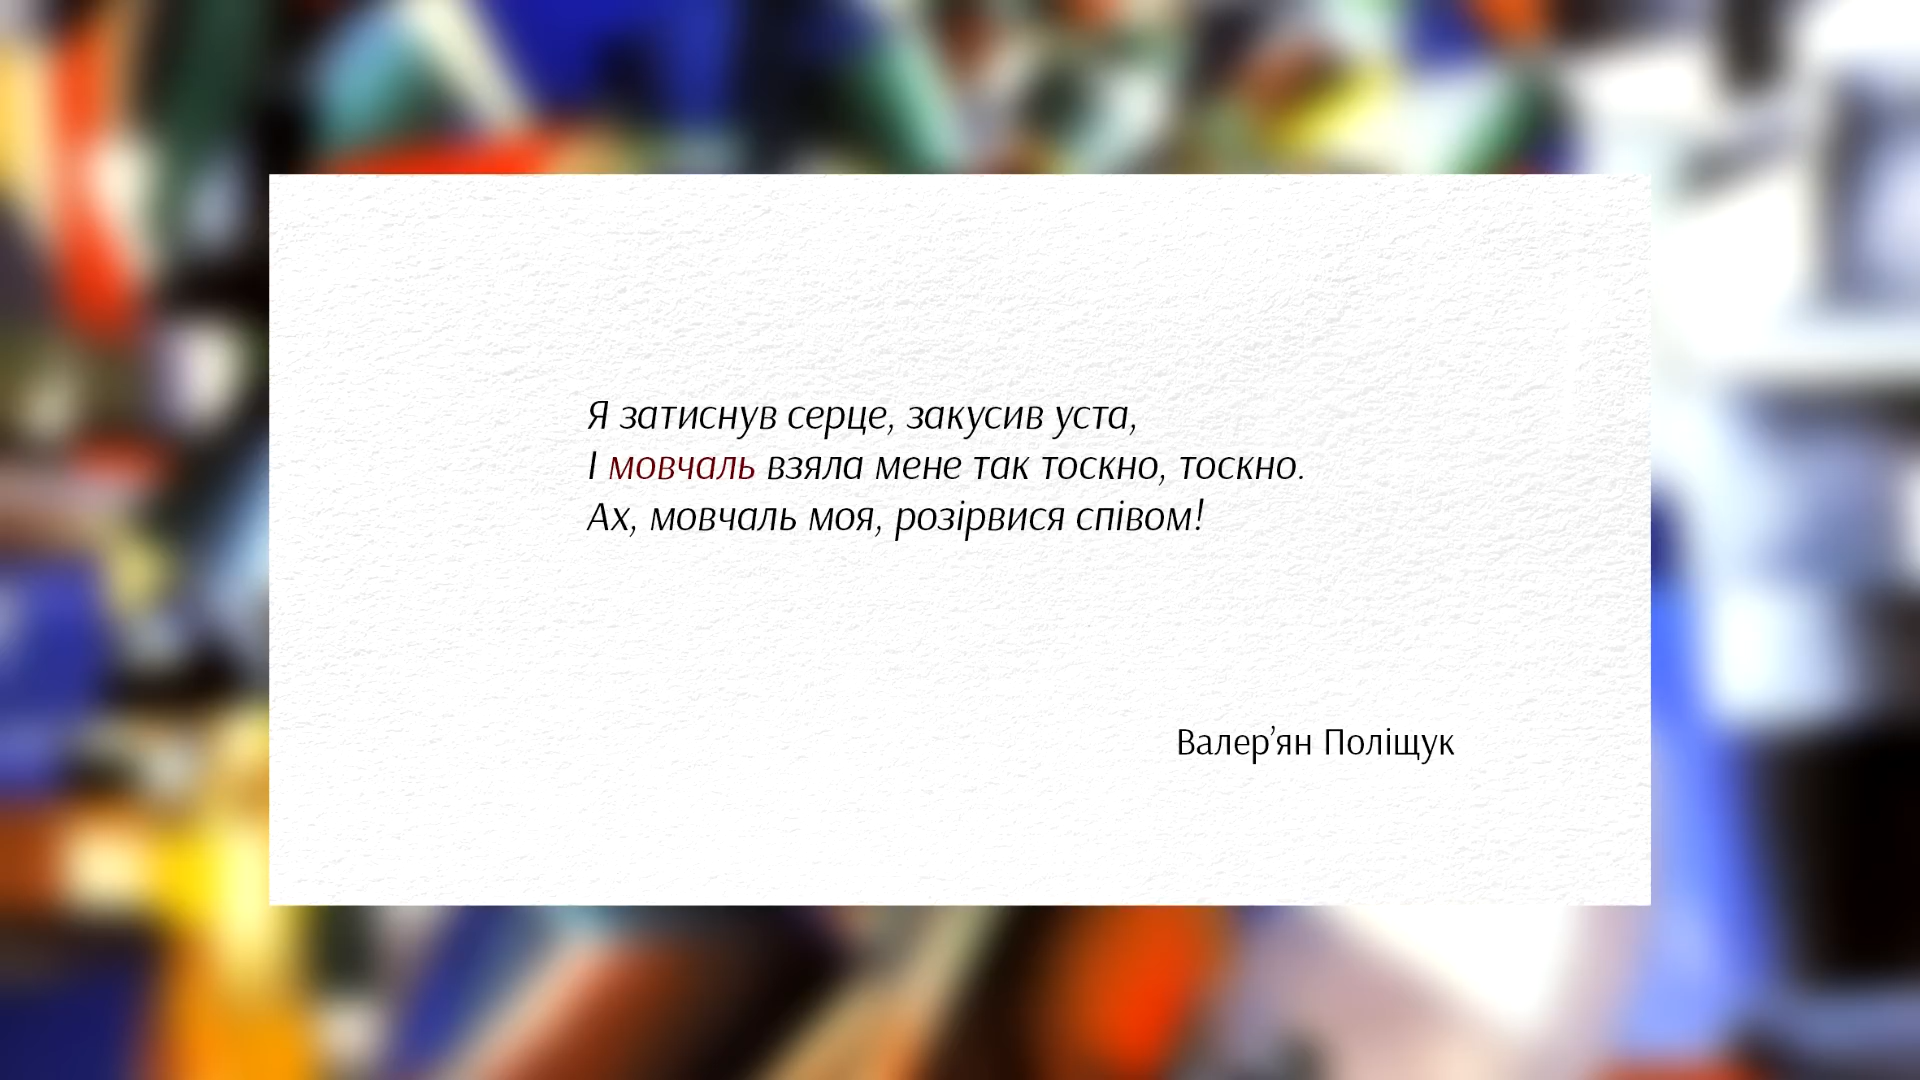 Я затиснув серце, закусив уста,
І мовчаль взяла мене так тоскно, тоскно.
Ах, мовчаль моя, розірвися співом!
Валер’ян Поліщук